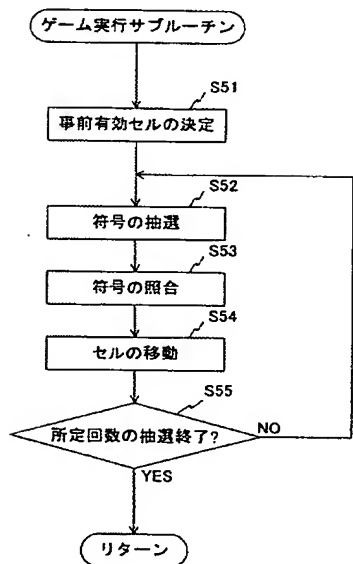 ゲーム実行サブルーチン
S51
事前有効セルの決定
S52
符号の抽選
S53
符号の照合
S54
セルの移動
S55
所定回数の抽選終了?
NO
YES
リターン